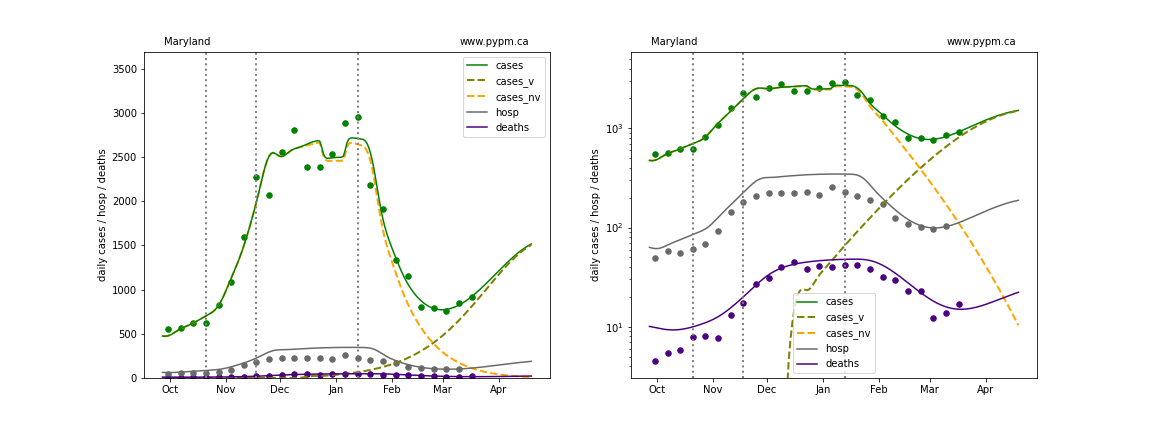 Maryland www.pypm.ca
3500
3000
2500
2000
1500
1000
500
0
daily cases / hosp / deaths
cases
cases_v
cases_nv
hosp
deaths
Oct Nov Dec Jan Feb Mar Apr
Maryland www.pypm.ca
10³
10²
10¹
daily cases / hosp / deaths
cases
cases_v
cases_nv
hosp
deaths
Oct Nov Dec Jan Feb Mar Apr